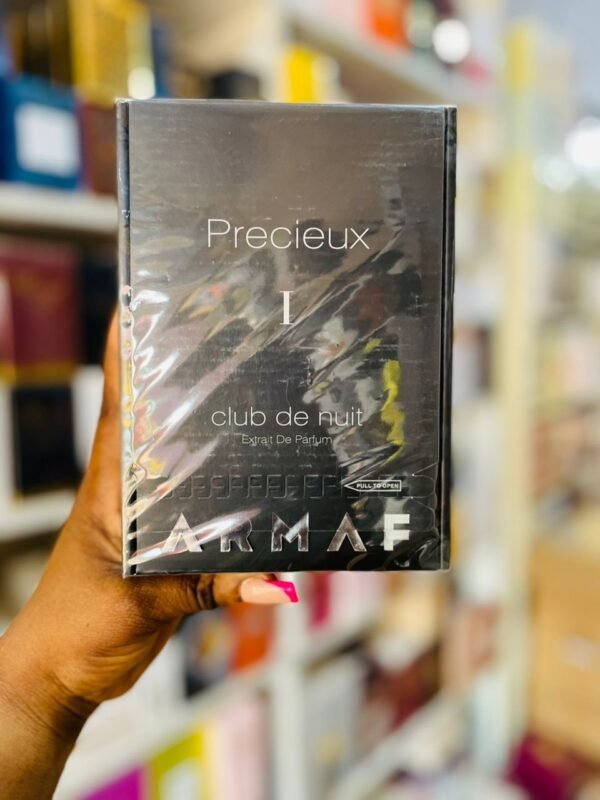 Precieux
I
club de nuit
Extrait De Parfum
PULL TO OPEN
ARMAF